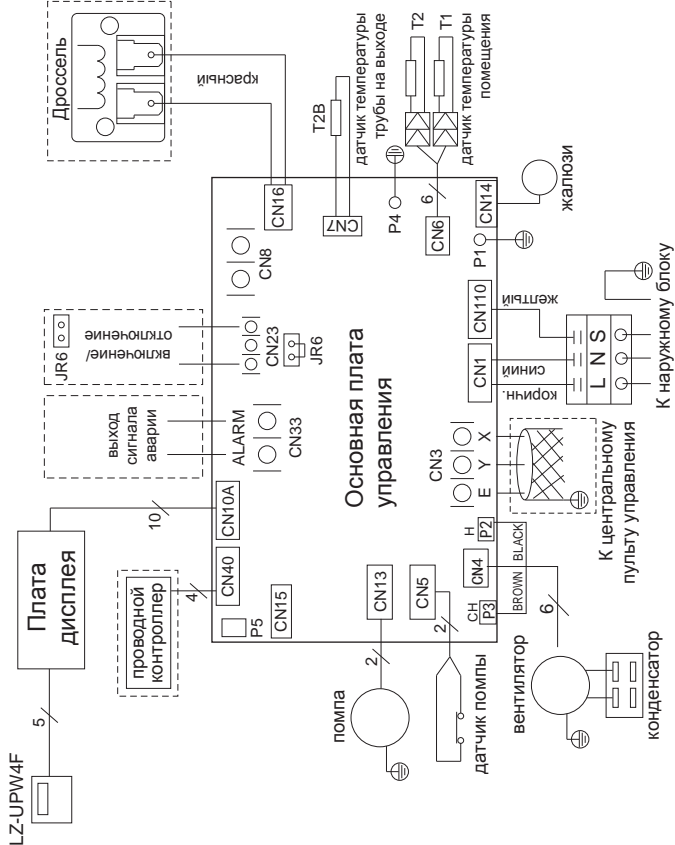 LZ-UPW4F
5
Плата
дисплея
10
проводной
контроллер
4
CN40
CN10A
P5
CN15
выход
сигнала
аварии
ALARM
CN33
JR6
включение/
отключение
CN23
JR6
CN8
Дроссель
красный
CN16
Основная плата
управления
T2B
CN7
датчик температуры
трубы на выходе
T2
T1
датчик температуры
помещения
P4
6
CN6
CN14
жалюзи
P1
помпа
2
CN13
датчик помпы
2
CN5
CH
P3
BROWN
BLACK
CN4
H
P2
вентилятор
6
конденсатор
CN3
E
Y
X
К центральному
пульту управления
CN1
CN110
коричн.
синий
желтый
L N S
К наружному блоку